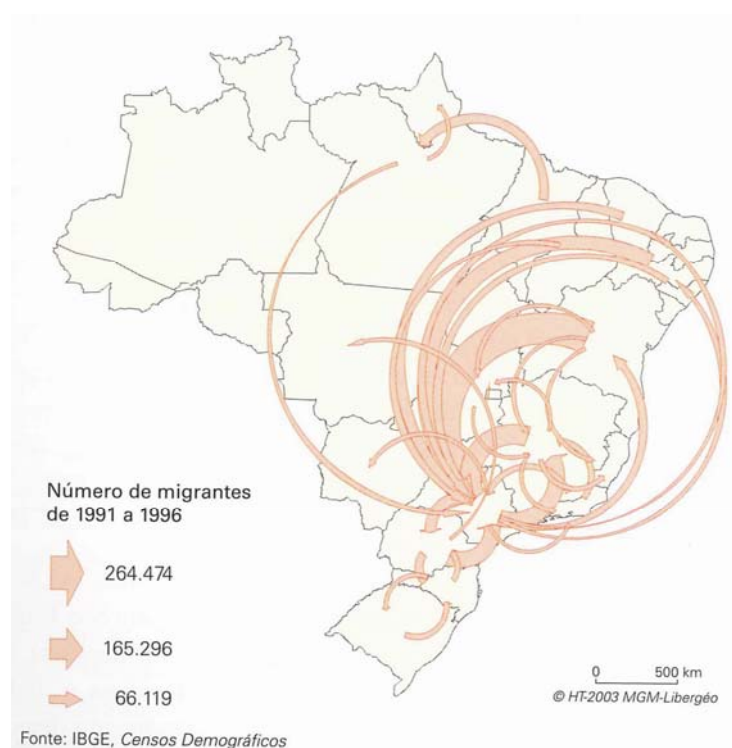 Número de migrantes
de 1991 a 1996
264.474
165.296
66.119
0 500 km
© HT-2003 MGM-Libergéo
Fonte: IBGE, Censos Demográficos